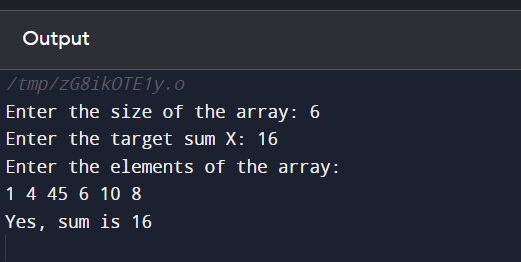 Output
/tmp/zG8ikOTE1y.o
Enter the size of the array: 6
Enter the target sum X: 16
Enter the elements of the array:
1 4 45 6 10 8
Yes, sum is 16